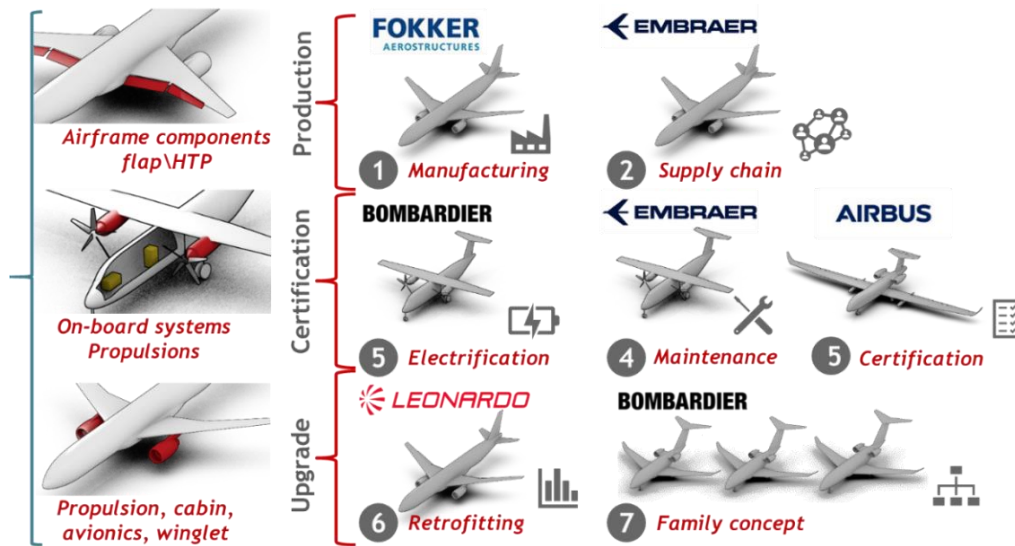 Airframe components
flap\HTP
On-board systems
Propulsions
Propulsion, cabin,
avionics, winglet
Production
FOKKER
AEROSTRUCTURES
1 Manufacturing
EMBRAER
2 Supply chain
Certification
BOMBARDIER
5 Electrification
EMBRAER
4 Maintenance
AIRBUS
5 Certification
Upgrade
LEONARDO
6 Retrofitting
BOMBARDIER
7 Family concept